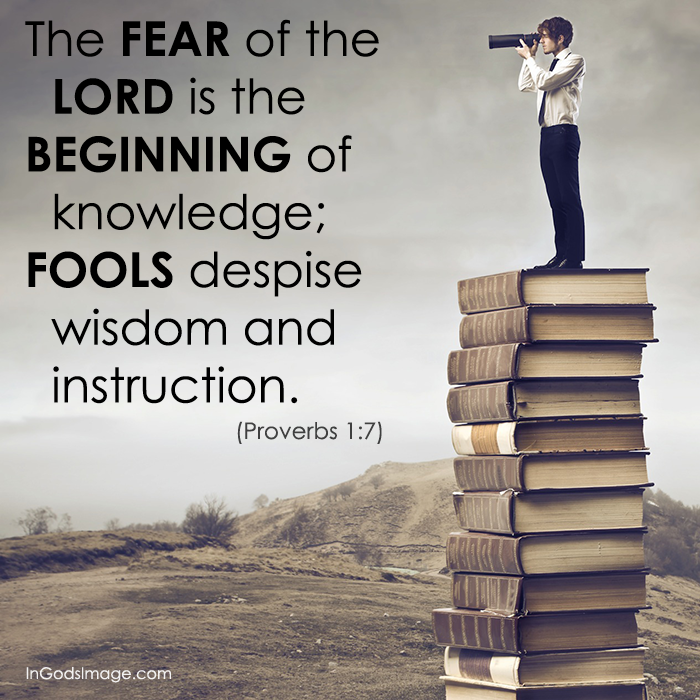 The FEAR of the
LORD is the
BEGINNING of
knowledge;
FOOLS despise
wisdom and
instruction.
(Proverbs 1:7)
InGodsImage.com